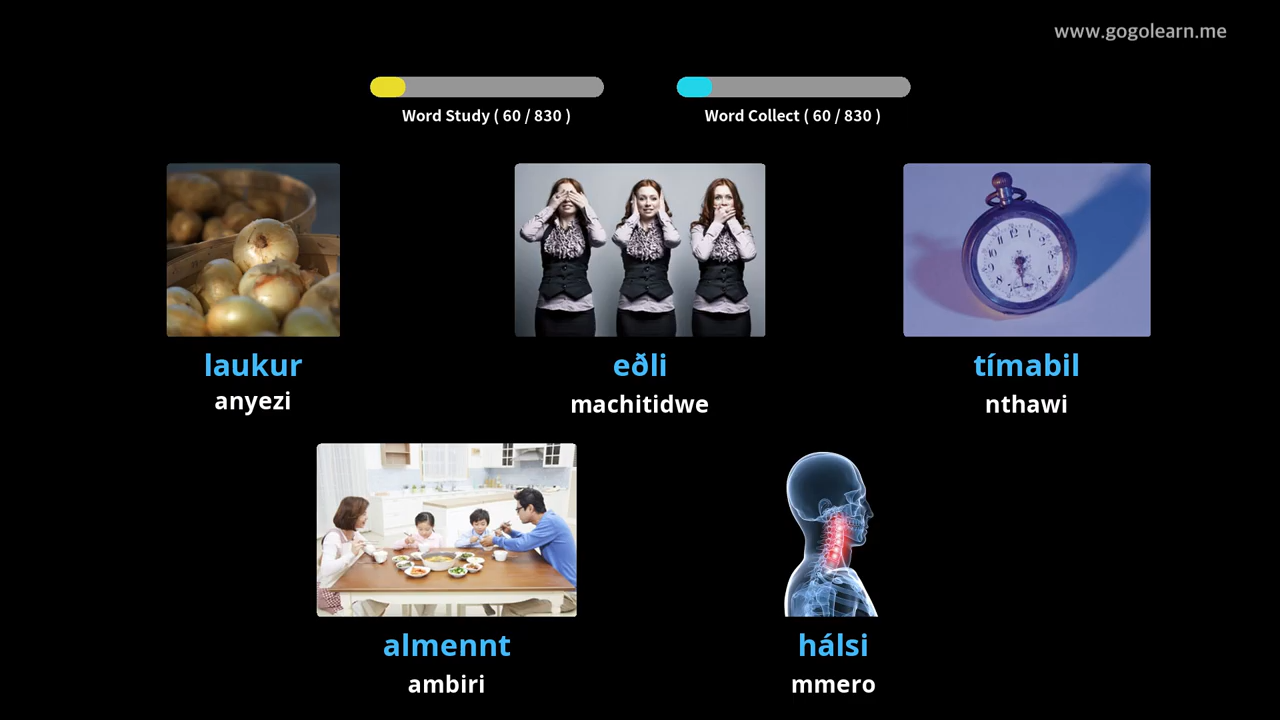 www.gogolearn.me
Word Study ( 60 / 830 )
Word Collect ( 60 / 830 )
laukur
anyezi
eðli
machitidwe
tímabil
nthawi
almennt
ambiri
hálsi
mmero